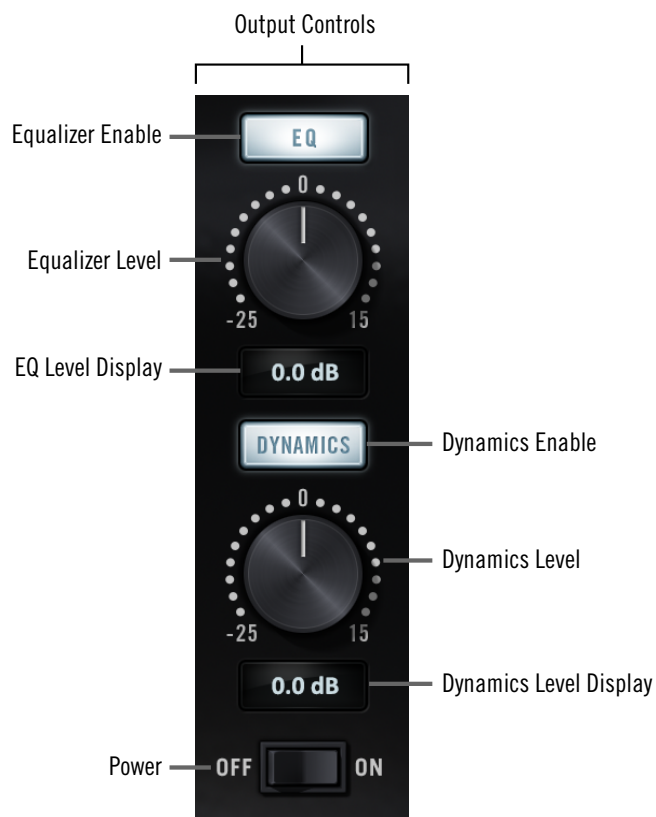 Output Controls
Equalizer Enable
EQ
0
Equalizer Level
-25
15
EQ Level Display
0.0 dB
DYNAMICS
Dynamics Enable
0
Dynamics Level
-25
15
0.0 dB
Dynamics Level Display
Power
OFF
ON